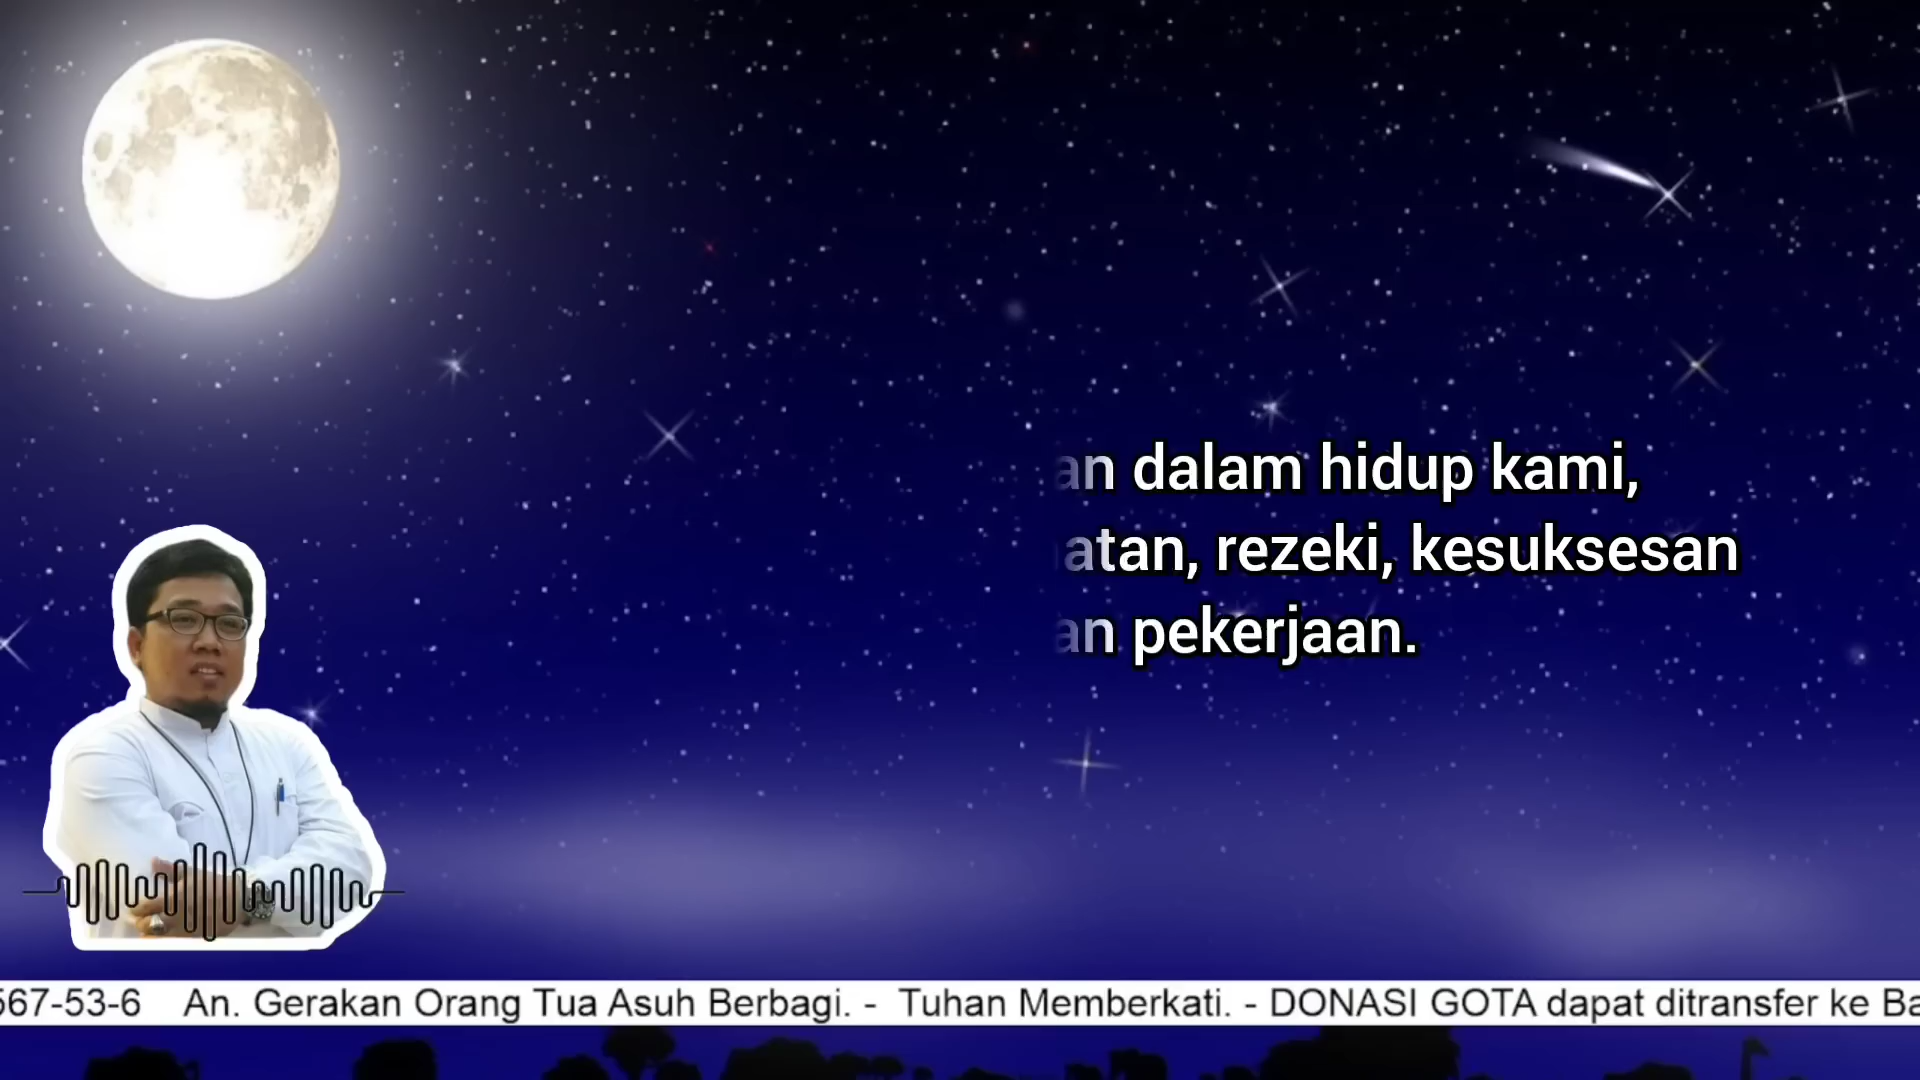 an dalam hidup kami,
atan, rezeki, kesuksesan
an pekerjaan.
567-53-6 An. Gerakan Orang Tua Asuh Berbagi. - Tuhan Memberkati. - DONASI GOTA dapat ditransfer ke Ba